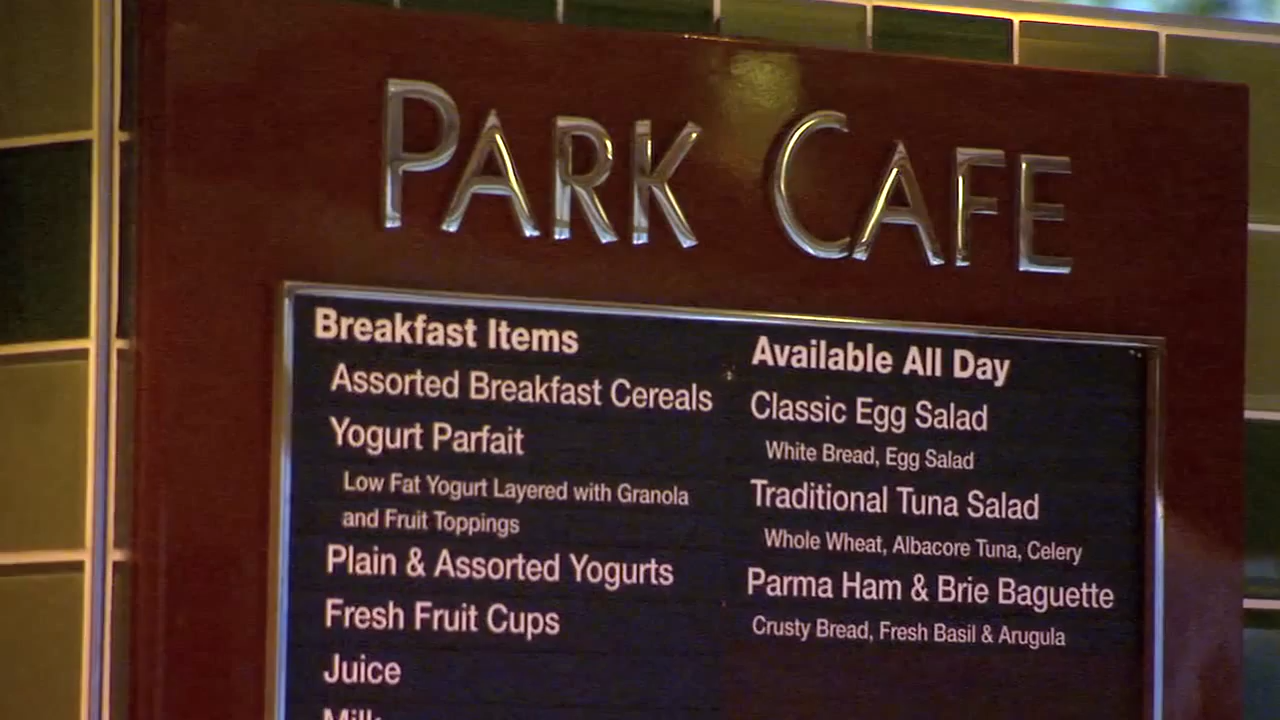 PARK CAFE
Breakfast Items
Assorted Breakfast Cereals
Yogurt Parfait
Low Fat Yogurt Layered with Granola
and Fruit Toppings
Plain & Assorted Yogurts
Fresh Fruit Cups
Juice
Milk
Available All Day
Classic Egg Salad
White Bread, Egg Salad
Traditional Tuna Salad
Whole Wheat, Albacore Tuna, Celery
Parma Ham & Brie Baguette
Crusty Bread, Fresh Basil & Arugula